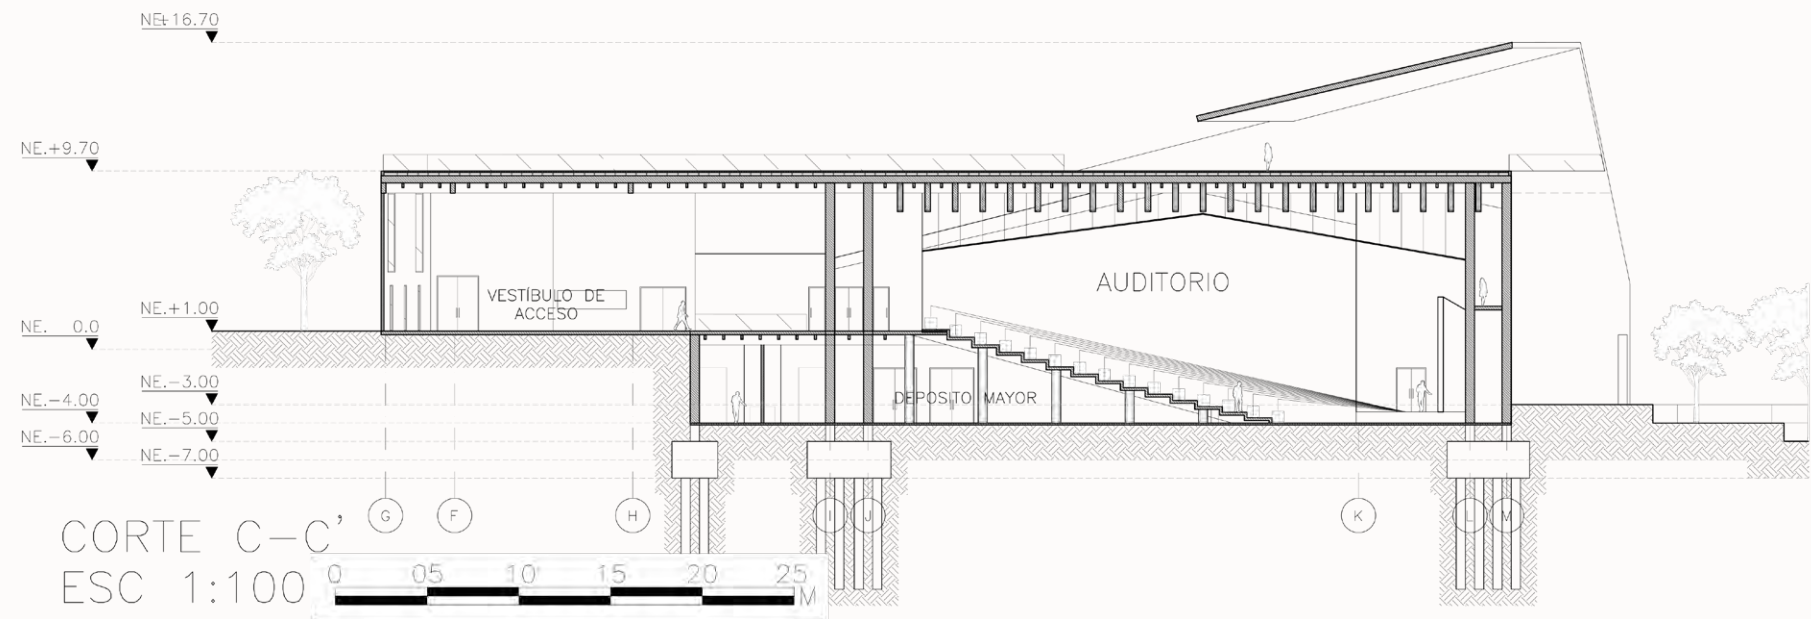 NE+16.70
NE.+9.70
NE.+1.00
NE. 0.0
NE.-3.00
NE.-4.00
NE.-5.00
NE.-6.00
NE.-7.00
VESTÍBULO DE
ACCESO
AUDITORIO
DEPOSITO MAYOR
G F H I J K L M
CORTE C-C'
ESC 1:100
0 05 10 15 20 25
M